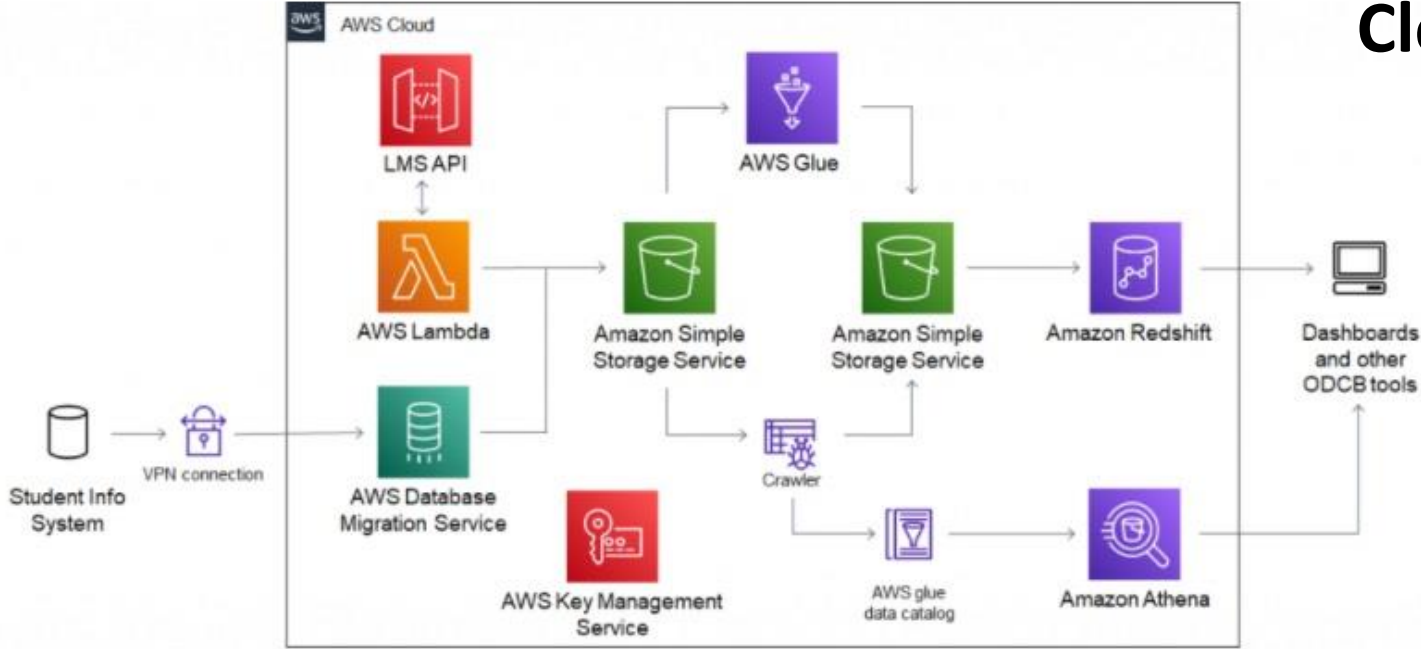 Cl
aws
AWS Cloud
LMS API
AWS Glue
AWS Lambda
Amazon Simple
Storage Service
Amazon Simple
Storage Service
Amazon Redshift
Dashboards
and other
ODCB tools
Student Info
System
VPN connection
AWS Database
Migration Service
Crawler
AWS Key Management
Service
AWS glue
data catalog
Amazon Athena